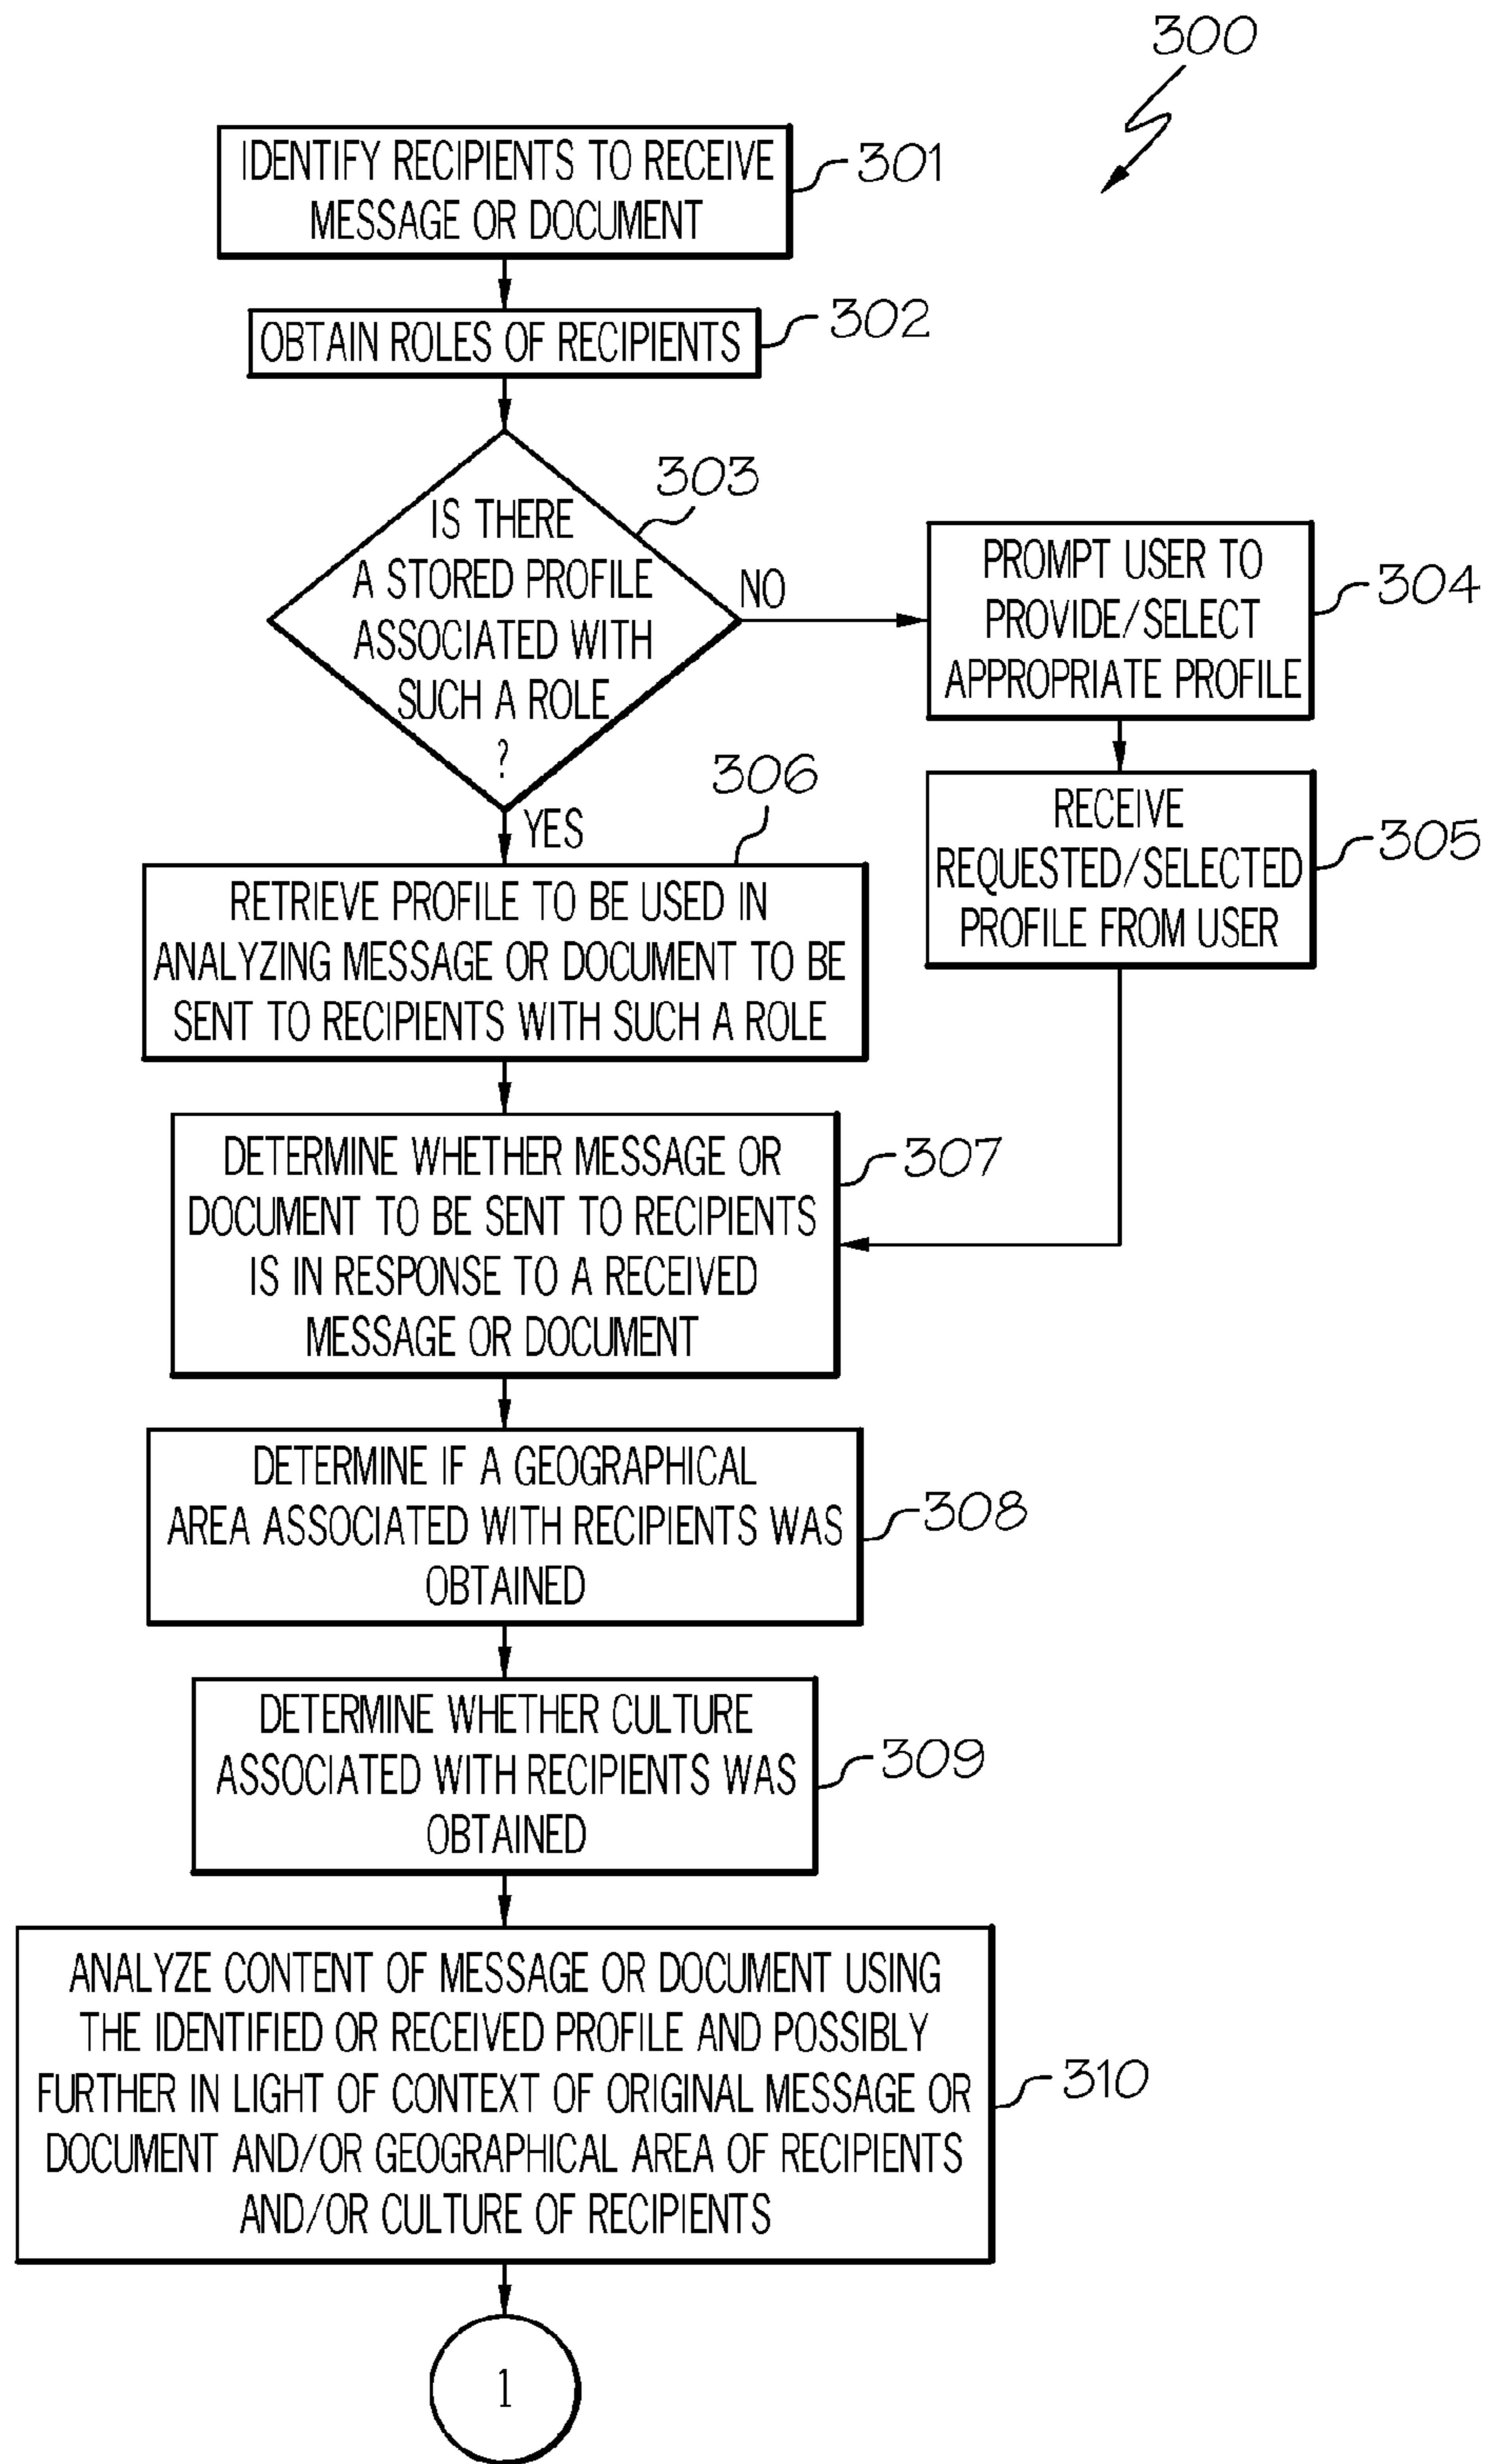 300
IDENTIFY RECIPIENTS TO RECEIVE
MESSAGE OR DOCUMENT
301
OBTAIN ROLES OF RECIPIENTS
302
IS THERE
A STORED PROFILE
ASSOCIATED WITH
SUCH A ROLE
?
303
NO
PROMPT USER TO
PROVIDE/SELECT
APPROPRIATE PROFILE
304
RECEIVE
REQUESTED/SELECTED
PROFILE FROM USER
305
YES
306
RETRIEVE PROFILE TO BE USED IN
ANALYZING MESSAGE OR DOCUMENT TO BE
SENT TO RECIPIENTS WITH SUCH A ROLE
DETERMINE WHETHER MESSAGE OR
DOCUMENT TO BE SENT TO RECIPIENTS
IS IN RESPONSE TO A RECEIVED
MESSAGE OR DOCUMENT
307
DETERMINE IF A GEOGRAPHICAL
AREA ASSOCIATED WITH RECIPIENTS WAS
OBTAINED
308
DETERMINE WHETHER CULTURE
ASSOCIATED WITH RECIPIENTS WAS
OBTAINED
309
ANALYZE CONTENT OF MESSAGE OR DOCUMENT USING
THE IDENTIFIED OR RECEIVED PROFILE AND POSSIBLY
FURTHER IN LIGHT OF CONTEXT OF ORIGINAL MESSAGE OR
DOCUMENT AND/OR GEOGRAPHICAL AREA OF RECIPIENTS
AND/OR CULTURE OF RECIPIENTS
310
1